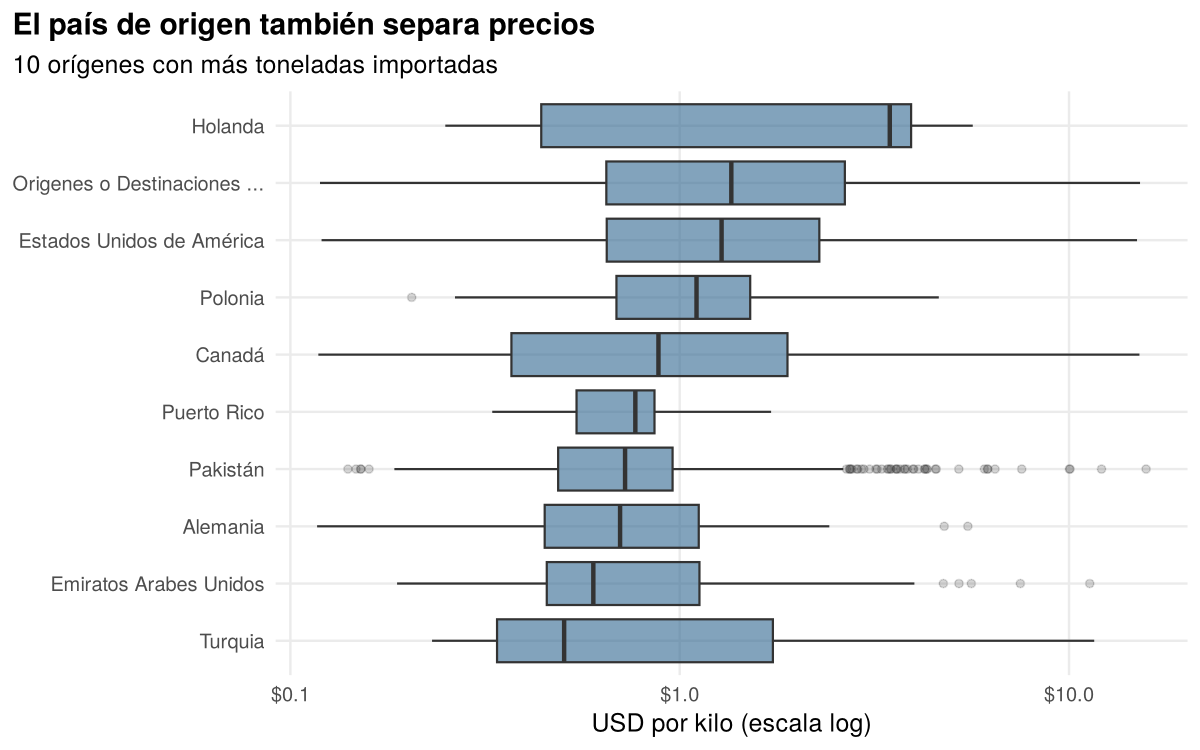 El país de origen también separa precios
10 orígenes con más toneladas importadas
Holanda
Origenes o Destinaciones ...
Estados Unidos de América
Polonia
Canadá
Puerto Rico
Pakistán
Alemania
Emiratos Arabes Unidos
Turquia
$0.1
$1.0
$10.0
USD por kilo (escala log)